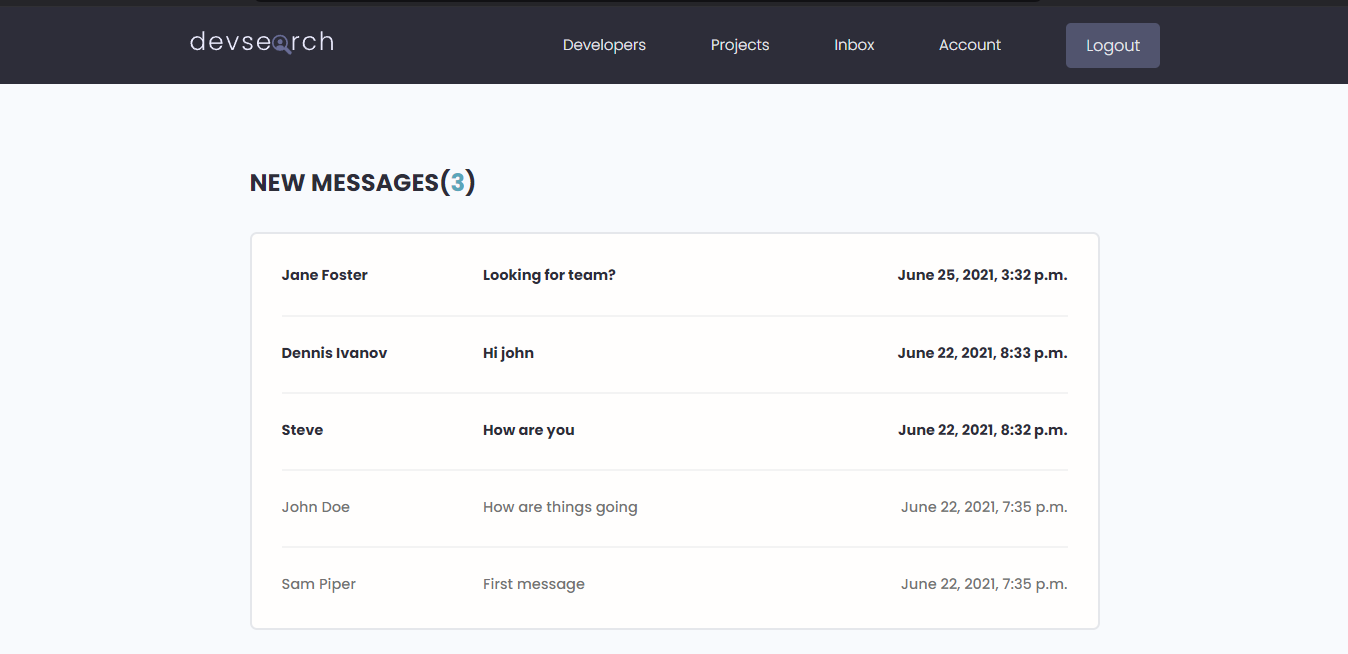 devsearch Developers Projects Inbox Account Logout
NEW MESSAGES(3)
Jane Foster Looking for team? June 25, 2021, 3:32 p.m.
Dennis Ivanov Hi john June 22, 2021, 8:33 p.m.
Steve How are you June 22, 2021, 8:32 p.m.
John Doe How are things going June 22, 2021, 7:35 p.m.
Sam Piper First message June 22, 2021, 7:35 p.m.